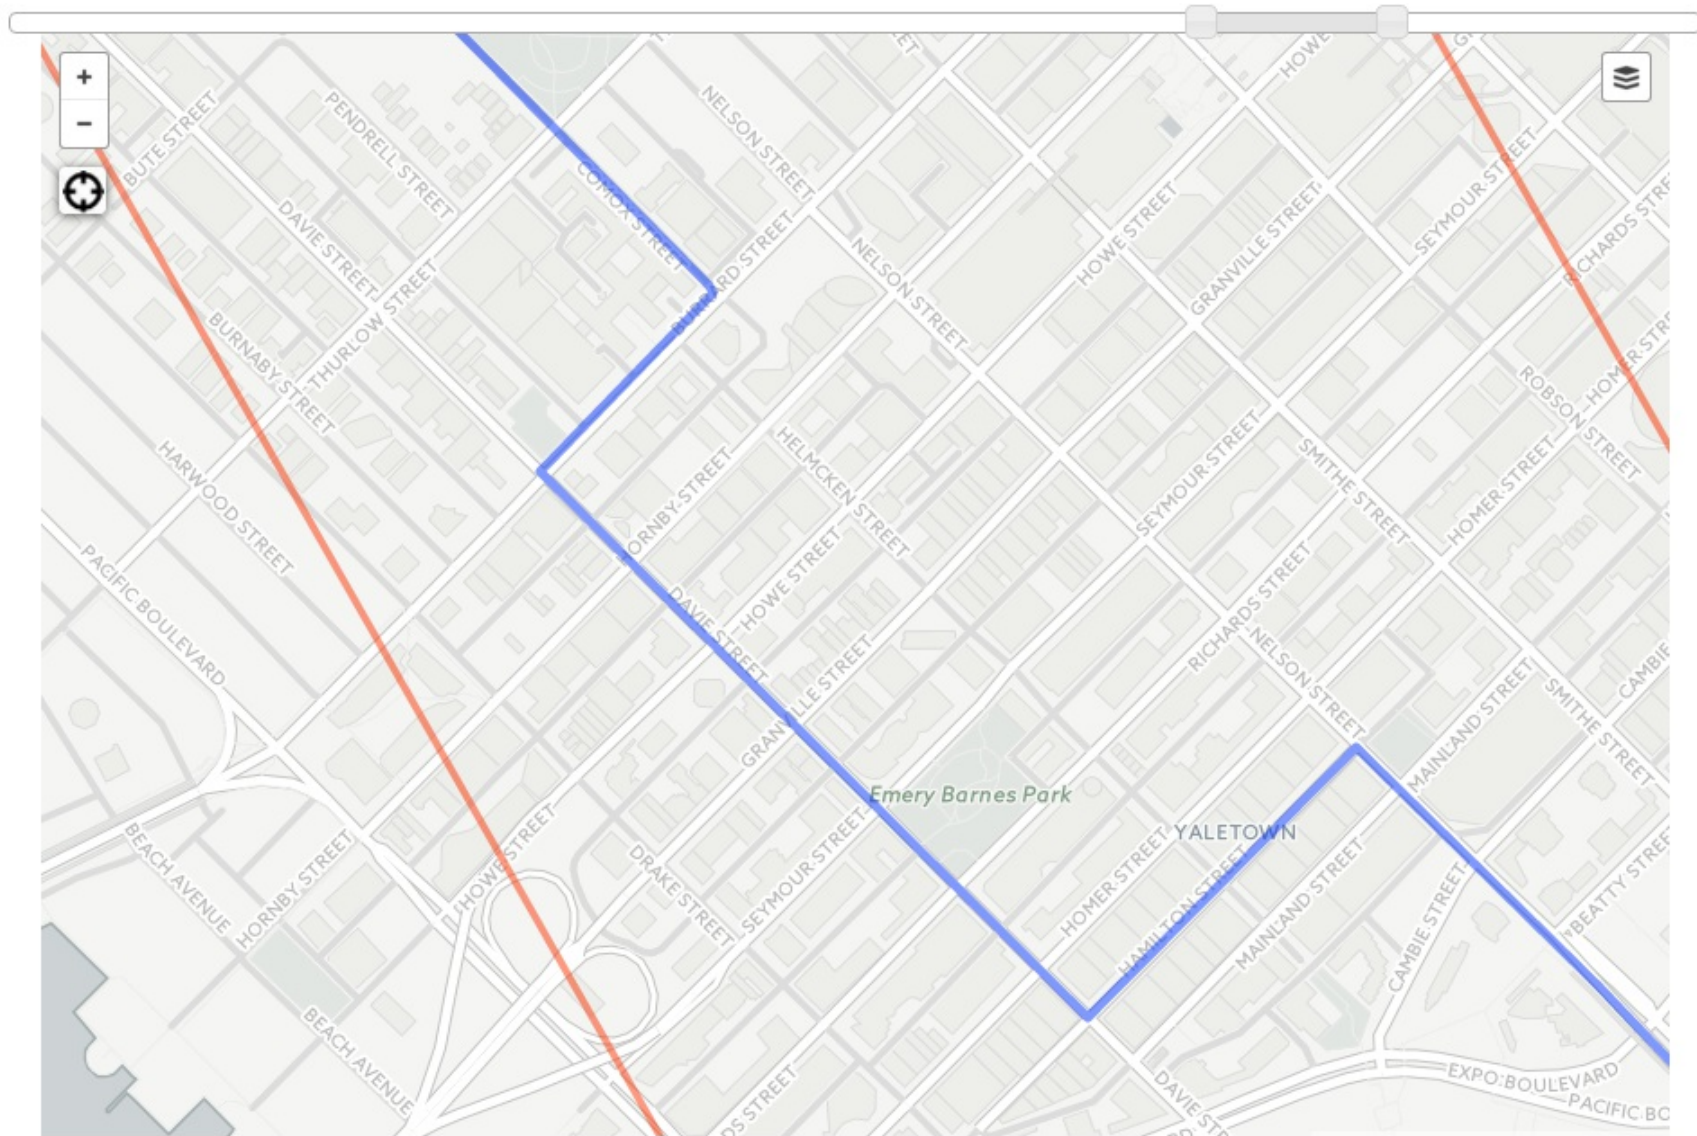 +
−
BUTE STREET
PENDRELL STREET
NELSON STREET
HOWE
SEYMOUR STREET
COMOX STREET
DAVIE STREET
BURRARD STREET
NELSON STREET
HOWE STREET
GRANVILLE STREET
RICHARDS STREET
THURLOW STREET
BURNABY STREET
HOMER STREET
ROBSON STREET
HARWOOD STREET
HORNBY STREET
HELMCKEN STREET
SEYMOUR STREET
SMITHE STREET
HOMER STREET
PACIFIC BOULEVARD
DAVIE STREET
HOWE STREET
RICHARDS STREET
NELSON STREET
GRANVILLE STREET
MAINLAND STREET
SMITHE STREET
CAMBIE
Emery Barnes Park
YALETOWN
BEACH AVENUE
HORNBY STREET
HOWE STREET
DRAKE STREET
SEYMOUR STREET
HOMER STREET
HAMILTON STREET
MAINLAND STREET
CAMBIE STREET
BEATTY STREET
BEACH AVENUE
DS STREET
DAVIE ST
EXPO BOULEVARD
PACIFIC BO